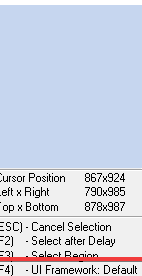 Cursor Position 867x924
Left x Right 790x985
Top x Bottom 878x987
ESC) - Cancel Selection
F2) - Select after Delay
F3) - Select Region
F4) - UI Framework: Default